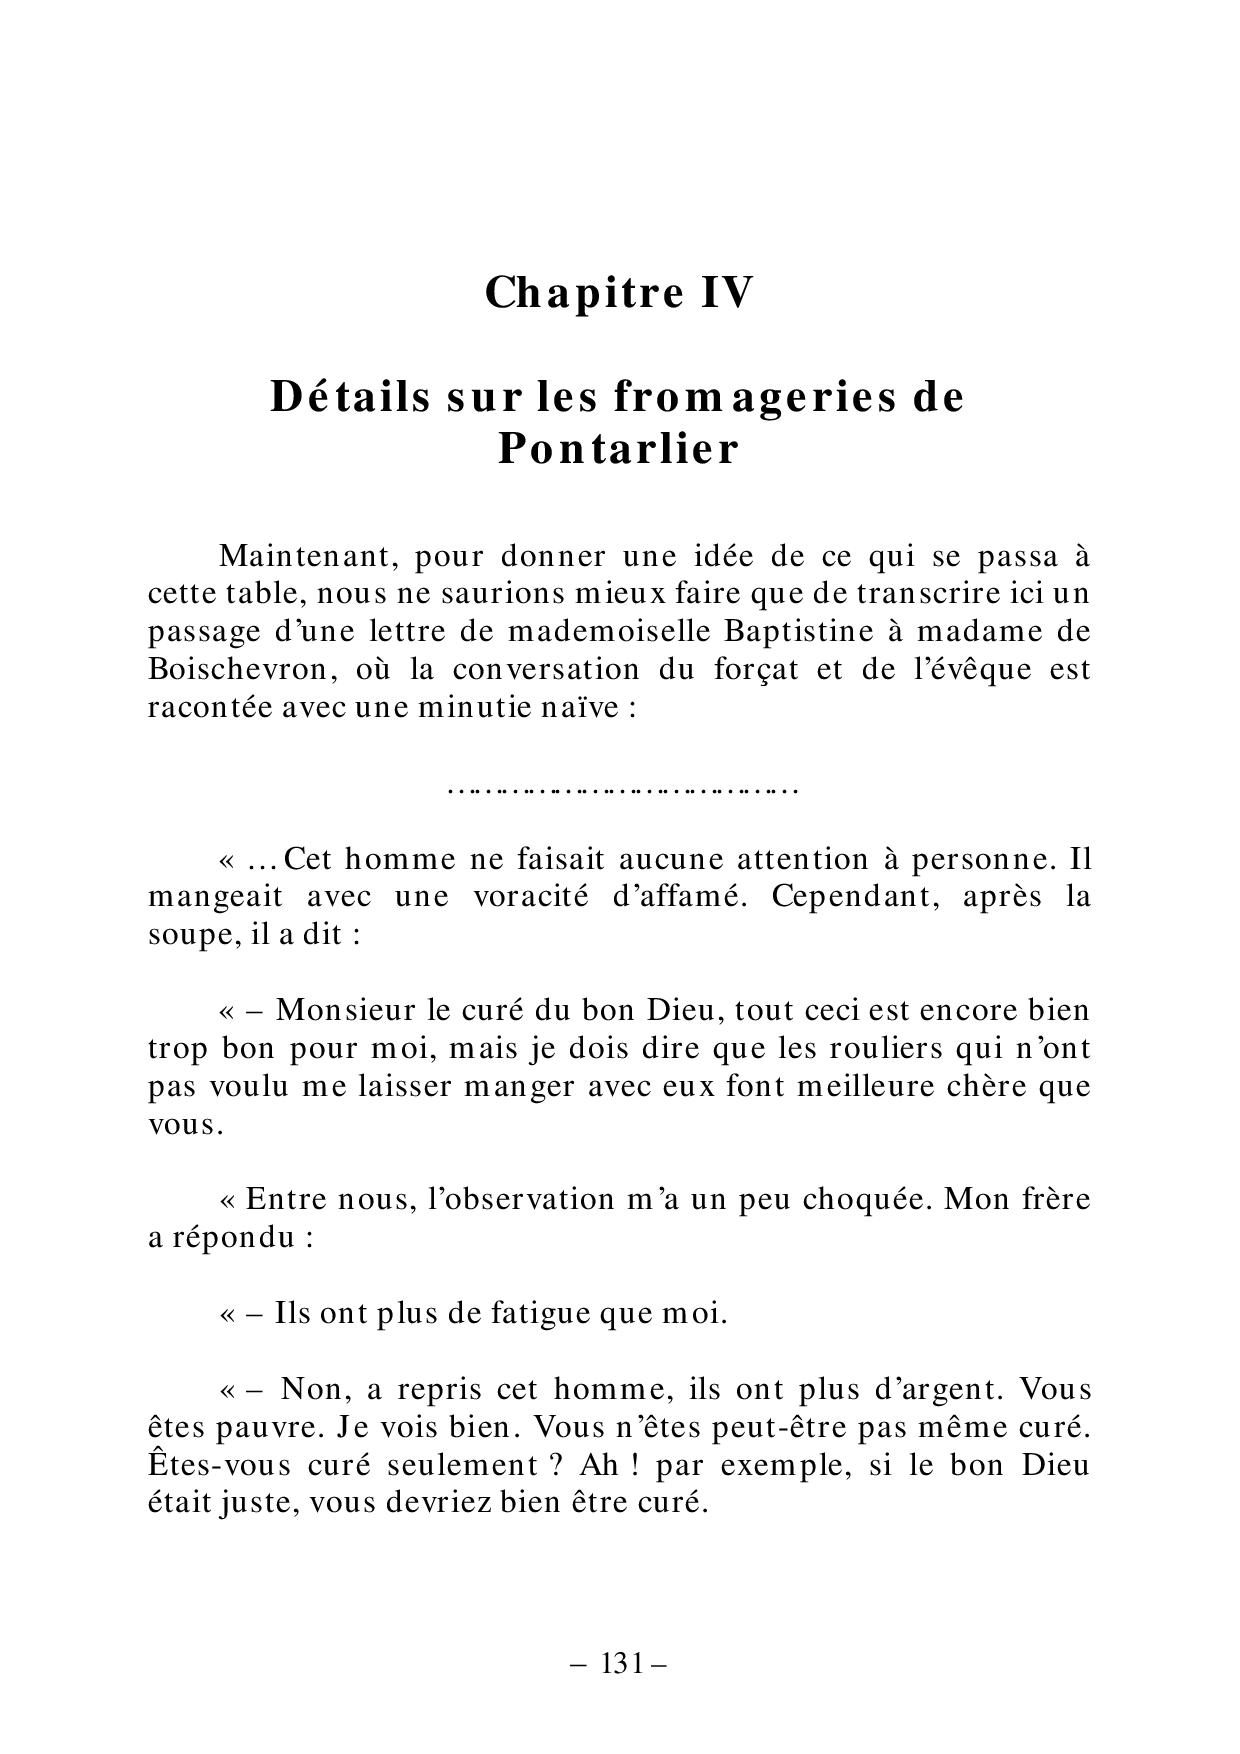 Chapitre IV
Détails sur les fromageries de
Pontarlier
Maintenant, pour donner une idée de ce qui se passa à
cette table, nous ne saurions mieux faire que de transcrire ici un
passage d’une lettre de mademoiselle Baptistine à madame de
Boischevron, où la conversation du forçat et de l’évêque est
racontée avec une minutie naïve :
…………………………………
« …Cet homme ne faisait aucune attention à personne. Il
mangeait avec une voracité d’affamé. Cependant, après la
soupe, il a dit :
« – Monsieur le curé du bon Dieu, tout ceci est encore bien
trop bon pour moi, mais je dois dire que les rouliers qui n’ont
pas voulu me laisser manger avec eux font meilleure chère que
vous.
« Entre nous, l’observation m’a un peu choquée. Mon frère
a répondu :
« – Ils ont plus de fatigue que moi.
« – Non, a repris cet homme, ils ont plus d’argent. Vous
êtes pauvre. Je vois bien. Vous n’êtes peut-être pas même curé.
Êtes-vous curé seulement ? Ah ! par exemple, si le bon Dieu
était juste, vous devriez bien être curé.
– 131 –